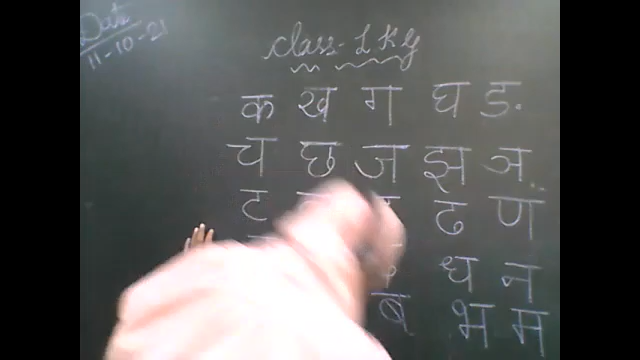 Date
11-10-21
Class-LKG
क ख ग घ ङ
च छ ज झ ञ
ट ढ ण
ध न
ब भ म